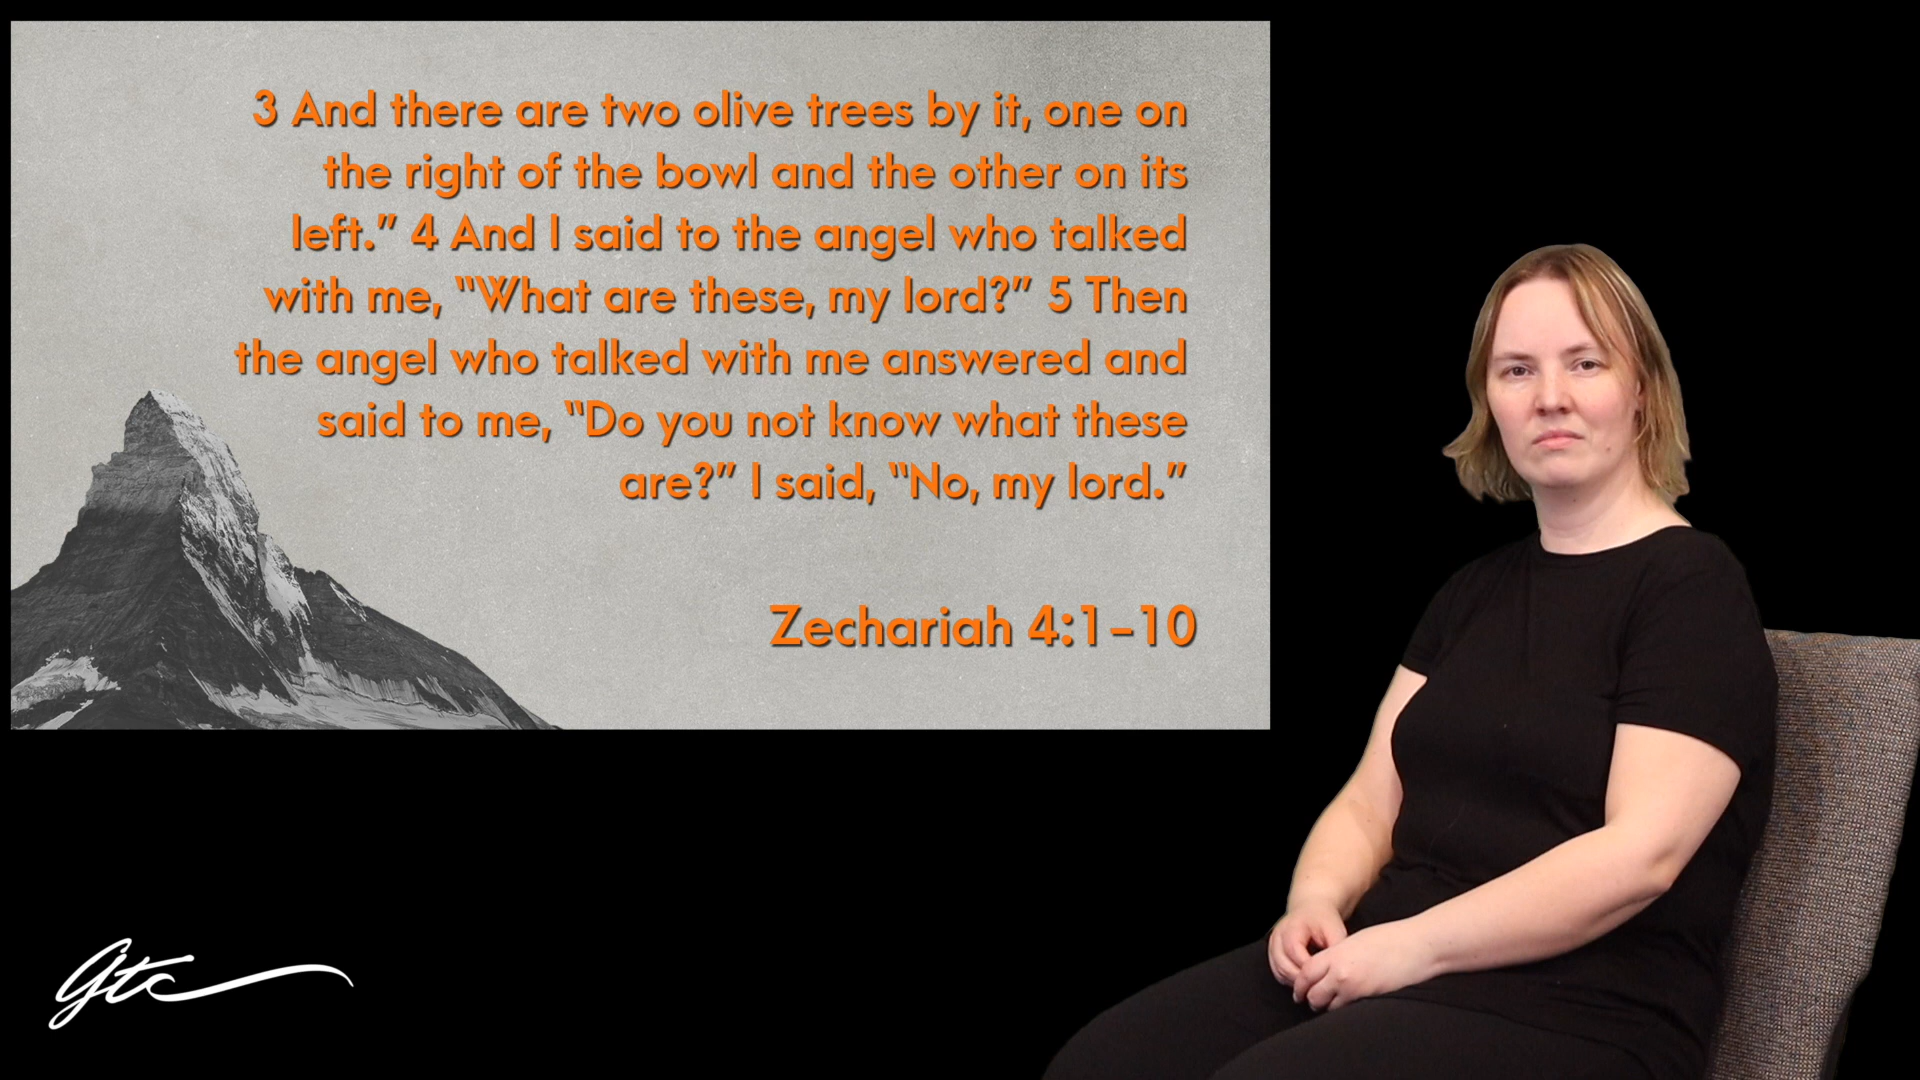 3 And there are two olive trees by it, one on
the right of the bowl and the other on its
left.” 4 And I said to the angel who talked
with me, “What are these, my lord?” 5 Then
the angel who talked with me answered and
said to me, “Do you not know what these
are?” I said, “No, my lord.”
Zechariah 4:1–10
gtc